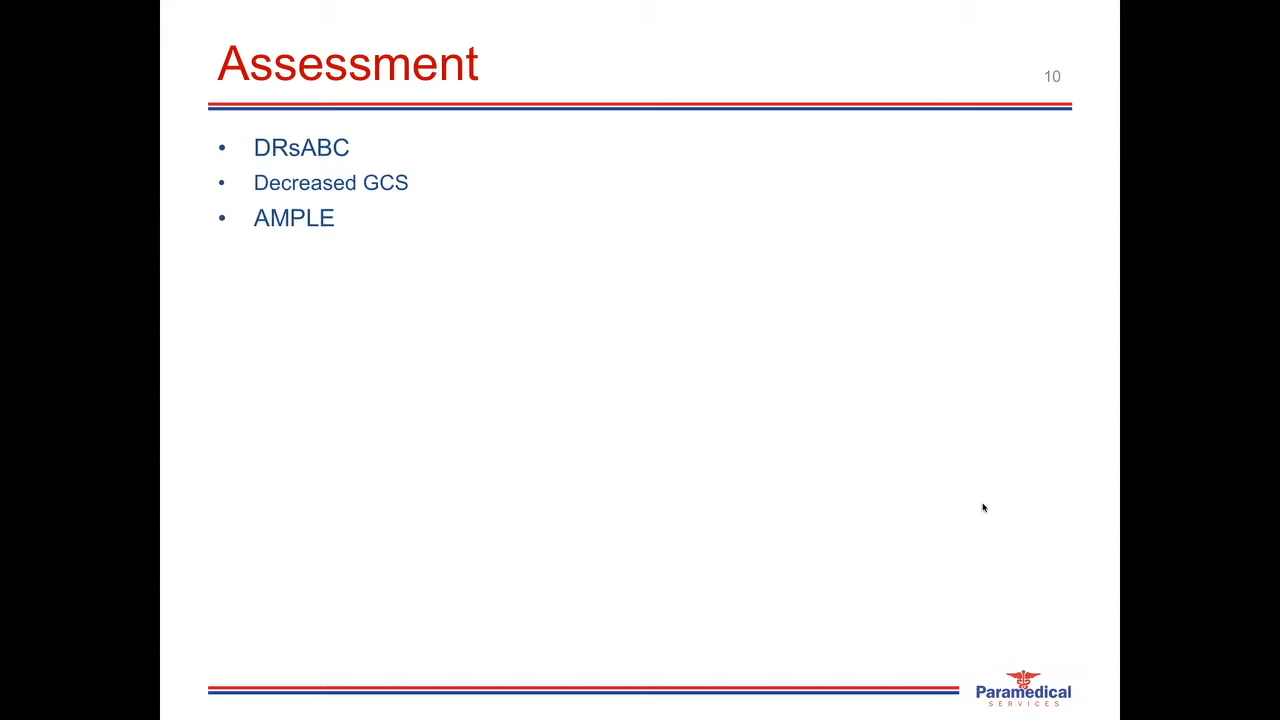 Assessment
10
• DRsABC
• Decreased GCS
• AMPLE
Paramedical
SERVICES